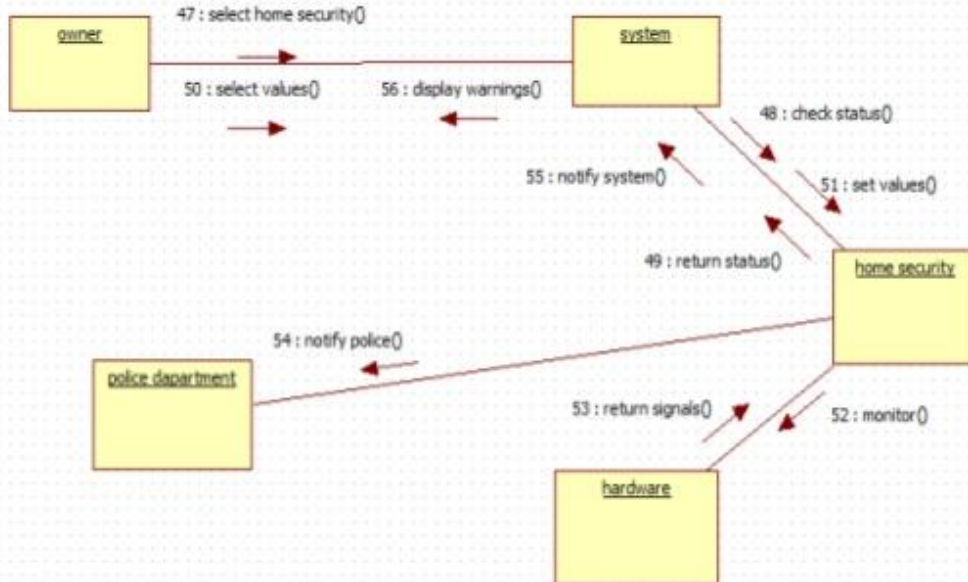 47 : select home security()
owner
system
50 : select values()
56 : display warnings()
48 : check status()
55 : notify system()
51 : set values()
49 : return status()
home security
54 : notify police()
police dapartment
53 : return signals()
52 : monitor()
hardware